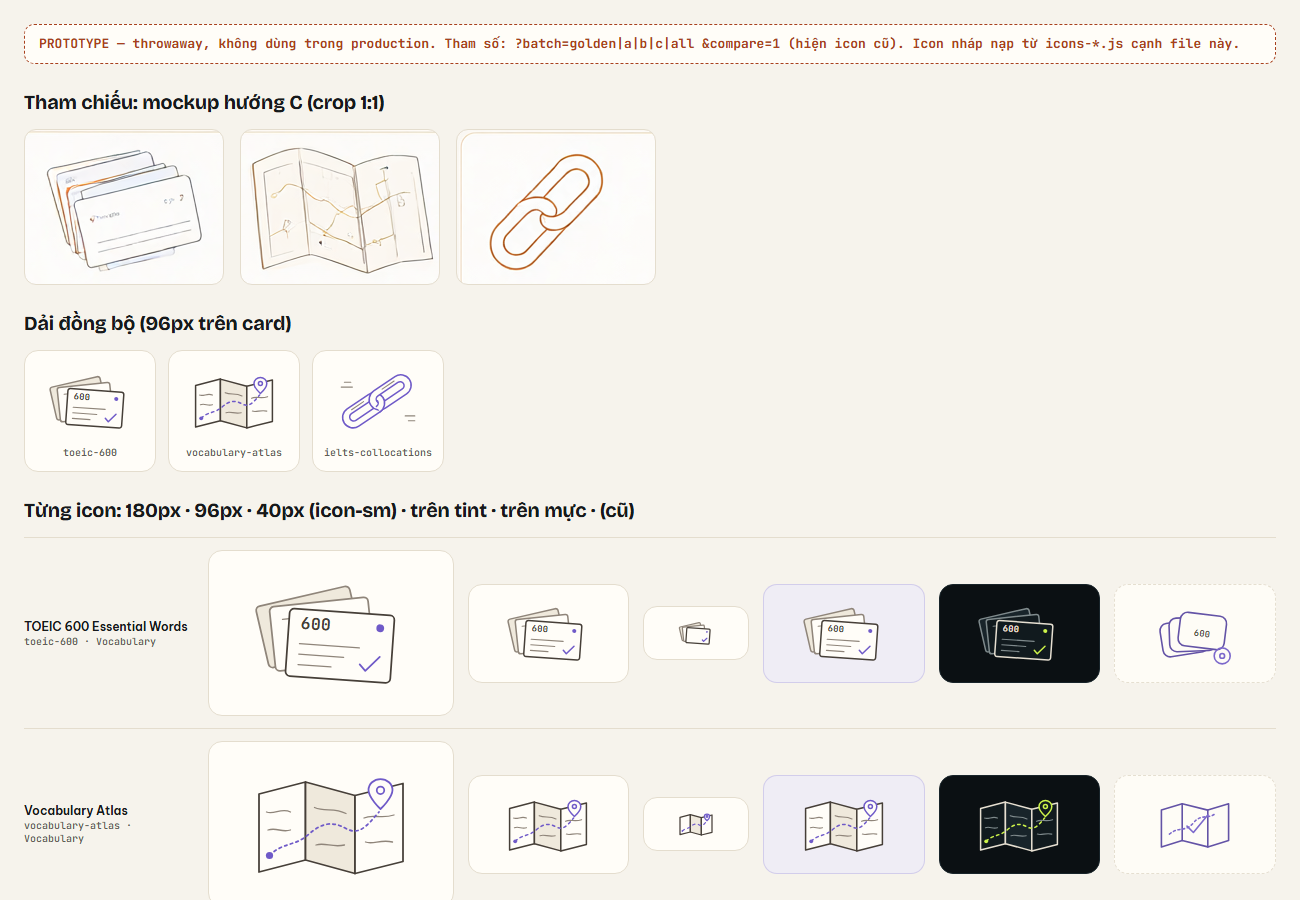 PROTOTYPE — throwaway, không dùng trong production. Tham số: ?batch=golden|a|b|c|all &compare=1 (hiện icon cũ). Icon nháp nạp từ icons-*.js cạnh file này.
Tham chiếu: mockup hướng C (crop 1:1)
Dải đồng bộ (96px trên card)
600
toeic-600
vocabulary-atlas
ielts-collocations
Từng icon: 180px · 96px · 40px (icon-sm) · trên tint · trên mực · (cũ)
TOEIC 600 Essential Words
toeic-600 · Vocabulary
600
600
600
600
600
Vocabulary Atlas
vocabulary-atlas ·
Vocabulary